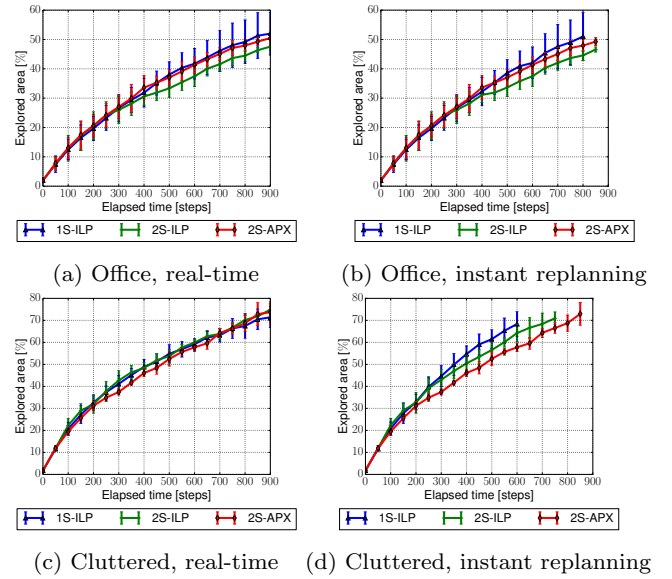 60
50
40
30
20
10
0
Explored area [%]
0 100 200 300 400 500 600 700 800 900
Elapsed time [steps]
1S-ILP 2S-ILP 2S-APX
(a) Office, real-time
60
50
40
30
20
10
0
Explored area [%]
0 100 200 300 400 500 600 700 800 900
Elapsed time [steps]
1S-ILP 2S-ILP 2S-APX
(b) Office, instant replanning
80
70
60
50
40
30
20
10
0
Explored area [%]
0 100 200 300 400 500 600 700 800 900
Elapsed time [steps]
1S-ILP 2S-ILP 2S-APX
(c) Cluttered, real-time
80
70
60
50
40
30
20
10
0
Explored area [%]
0 100 200 300 400 500 600 700 800 900
Elapsed time [steps]
1S-ILP 2S-ILP 2S-APX
(d) Cluttered, instant replanning